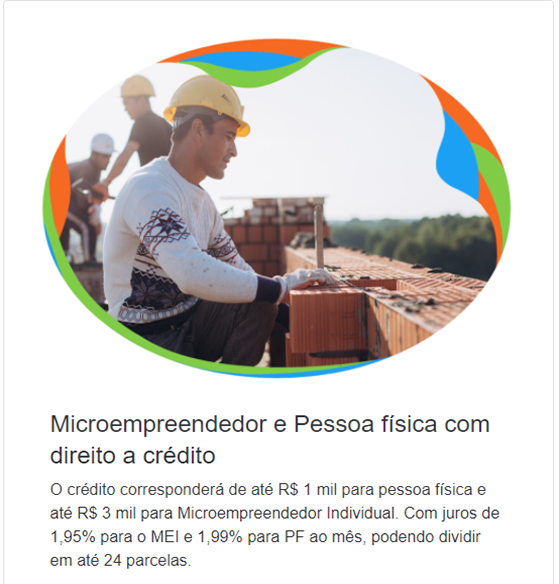 Microempreendedor e Pessoa física com
direito a crédito
O crédito corresponderá de até R$ 1 mil para pessoa física e
até R$ 3 mil para Microempreendedor Individual. Com juros de
1,95% para o MEI e 1,99% para PF ao mês, podendo dividir
em até 24 parcelas.